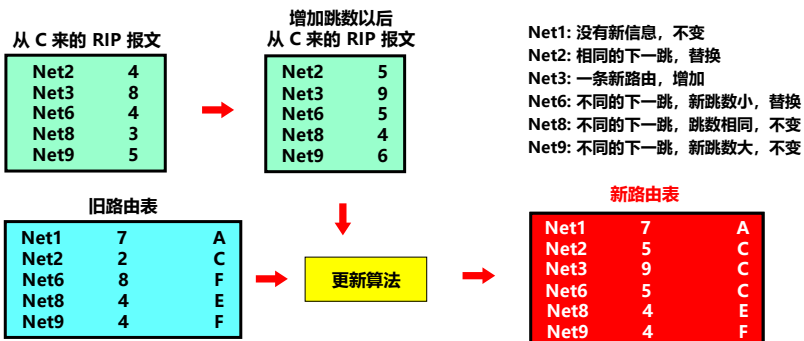 从 C 来的 RIP 报文
Net2 4
Net3 8
Net6 4
Net8 3
Net9 5
增加跳数以后
从 C 来的 RIP 报文
Net2 5
Net3 9
Net6 5
Net8 4
Net9 6
Net1: 没有新信息，不变
Net2: 相同的下一跳，替换
Net3: 一条新路由，增加
Net6: 不同的下一跳，新跳数小，替换
Net8: 不同的下一跳，跳数相同，不变
Net9: 不同的下一跳，新跳数大，不变
旧路由表
Net1 7 A
Net2 2 C
Net6 8 F
Net8 4 E
Net9 4 F
更新算法
新路由表
Net1 7 A
Net2 5 C
Net3 9 C
Net6 5 C
Net8 4 E
Net9 4 F